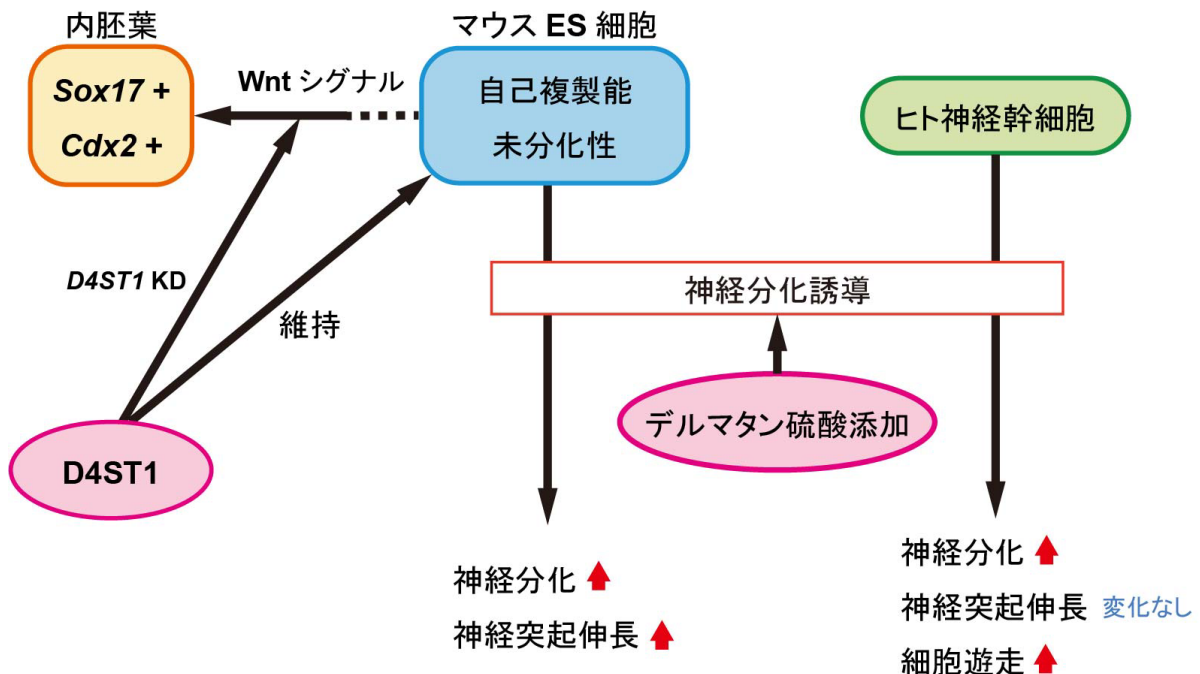 内胚葉
Sox17 +
Cdx2 +
Wnt シグナル
マウス ES 細胞
自己複製能
未分化性
ヒト神経幹細胞
D4ST1 KD
維持
D4ST1
神経分化誘導
デルマタン硫酸添加
神経分化
神経突起伸長
神経分化
神経突起伸長 変化なし
細胞遊走